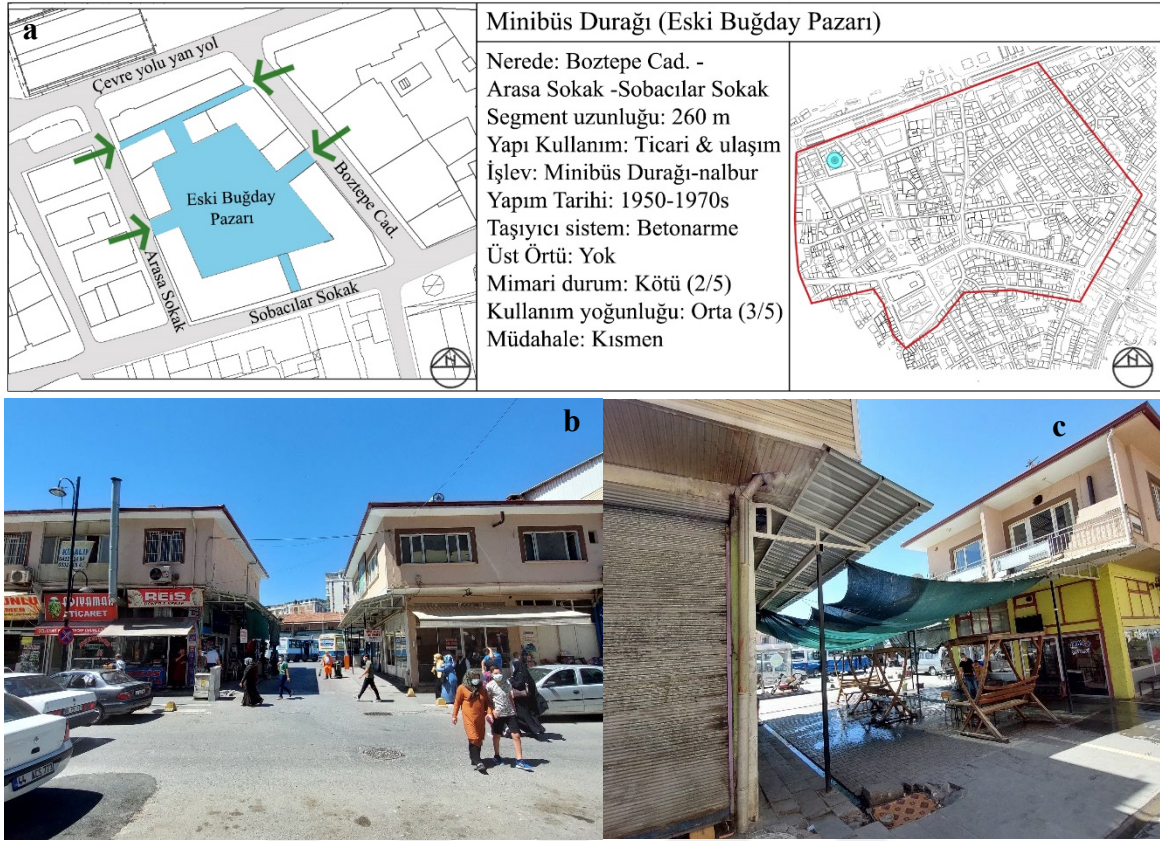 a
Çevre yolu yan yol
Eski Buğday
Pazarı
Boztepe Cad.
Arasa Sokak
Sobacılar Sokak
N
Minibüs Durağı (Eski Buğday Pazarı)
Nerede: Boztepe Cad. -
Arasa Sokak -Sobacılar Sokak
Segment uzunluğu: 260 m
Yapı Kullanım: Ticari & ulaşım
İşlev: Minibüs Durağı-nalbur
Yapım Tarihi: 1950-1970s
Taşıyıcı sistem: Betonarme
Üst Örtü: Yok
Mimari durum: Kötü (2/5)
Kullanım yoğunluğu: Orta (3/5)
Müdahale: Kısmen
N
b
KİRALIK
ADIYAMAN
TİCARET
REİS
c